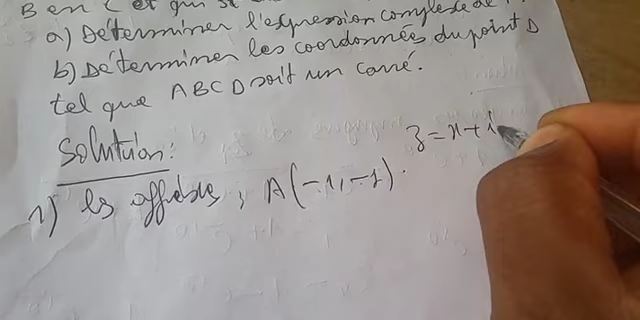 B en C et qui
a) Déterminer l'expression complexe de
b) Déterminer les coordonnées du point D
tel que ABCD soit un carré.
Solution:
1) les affixes, A(-1, -1). z = x + i